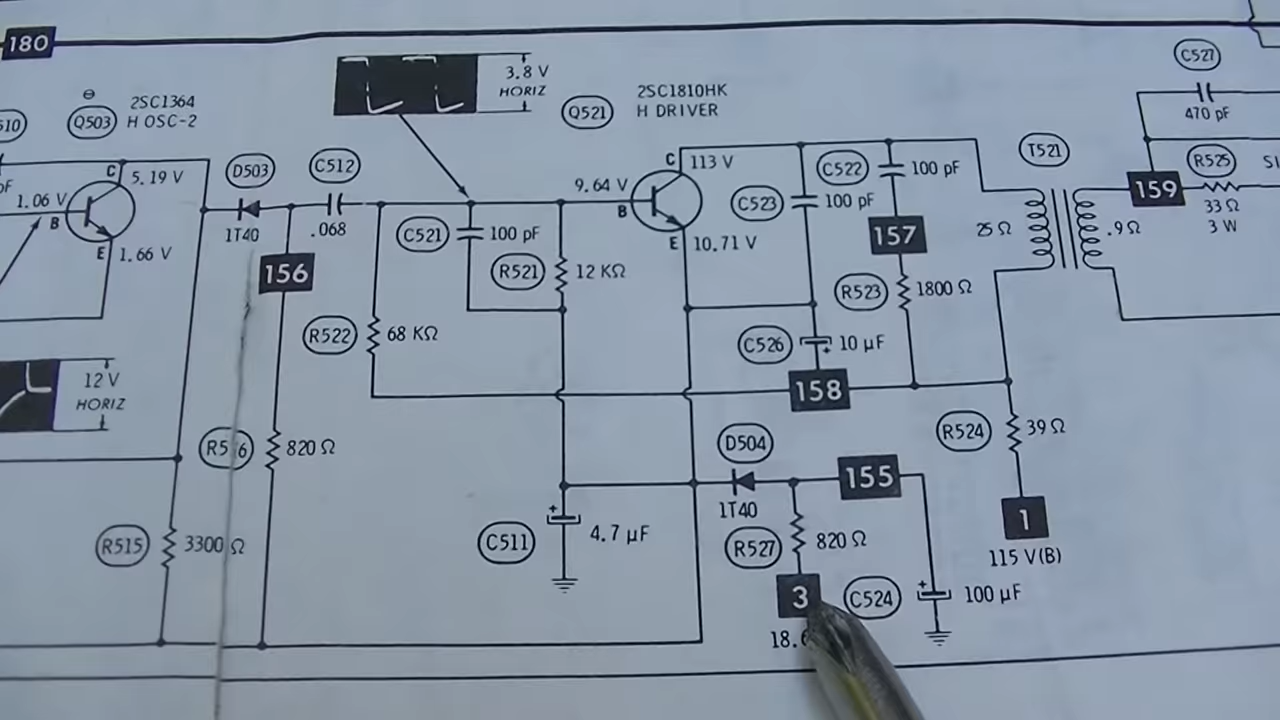 180
3.8 V
HORIZ
C527
470 pF
2SC1364
H OSC-2
Q503
510
2SC1810HK
H DRIVER
Q521
pF
1.06 V
C
5.19 V
B
E
1.66 V
D503
1T40
C512
.068
C521
100 pF
R521
12 KΩ
9.64 V
B
C
113 V
E
10.71 V
C522
100 pF
C523
100 pF
T521
25 Ω
.9 Ω
159
R525
33 Ω
3 W
156
157
R523
1800 Ω
R522
68 KΩ
C526
+
10 µF
158
12 V
HORIZ
820 Ω
D504
1T40
155
R524
39 Ω
1
115 V(B)
R515
3300 Ω
C511
+
4.7 µF
R527
820 Ω
3
C524
+
100 µF